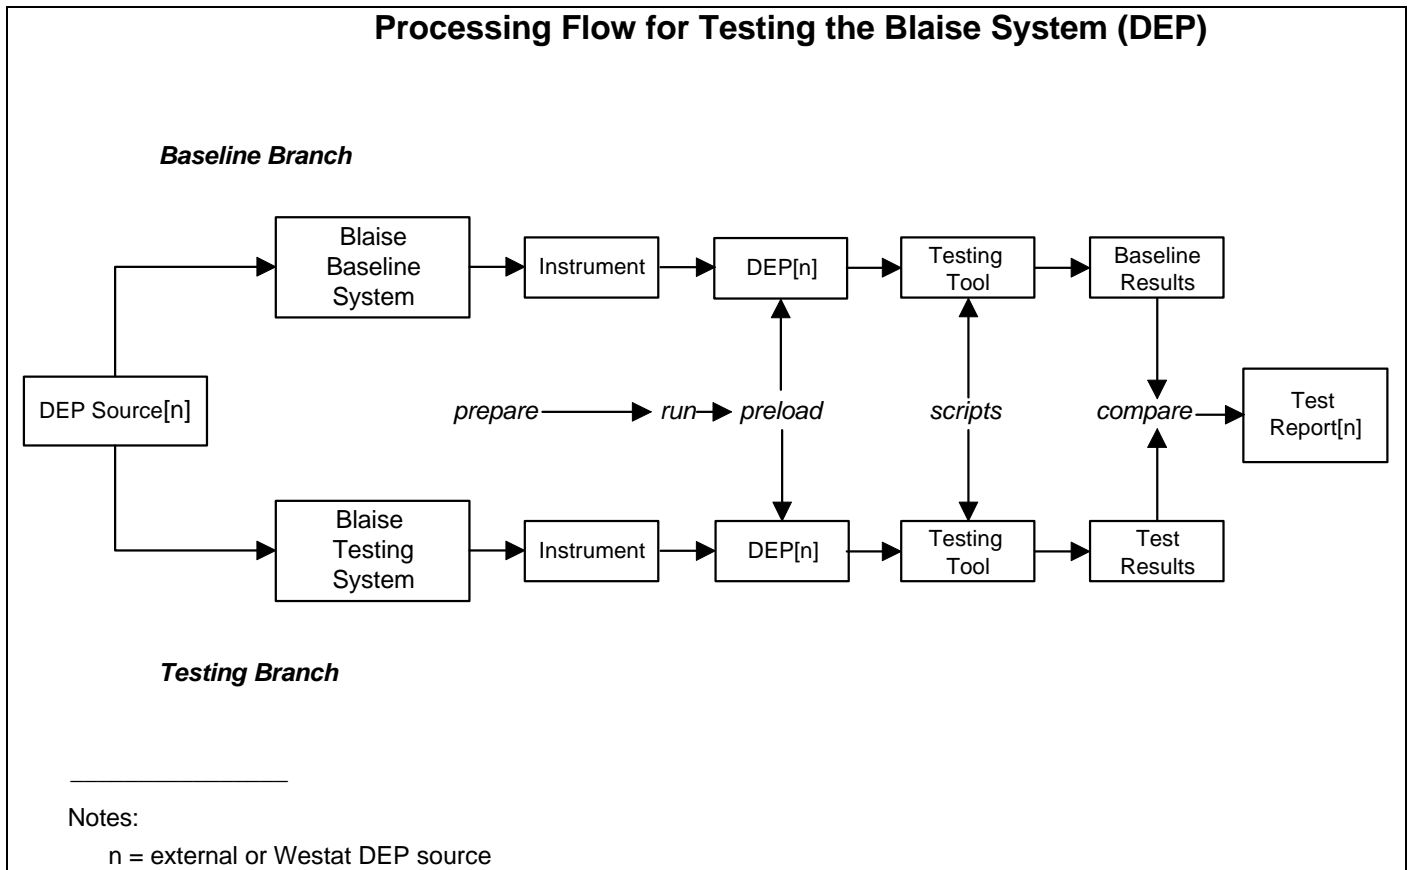 Processing Flow for Testing the Blaise System (DEP)
Baseline Branch
Blaise
Baseline
System
Instrument
DEP[n]
Testing
Tool
Baseline
Results
DEP Source[n]
prepare
run
preload
scripts
compare
Test
Report[n]
Blaise
Testing
System
Instrument
DEP[n]
Testing
Tool
Test
Results
Testing Branch
Notes:
n = external or Westat DEP source